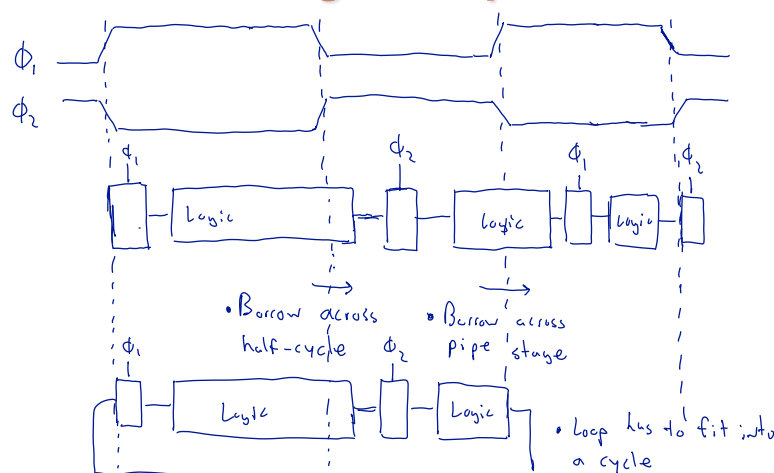 ϕ₁
ϕ₂
ϕ₁
ϕ₂
ϕ₁
ϕ₂
Logic
Logic
Logic
• Borrow across
half-cycle
• Borrow across
pipe stage
ϕ₁
ϕ₂
Logic
Logic
• Loop has to fit into
a cycle